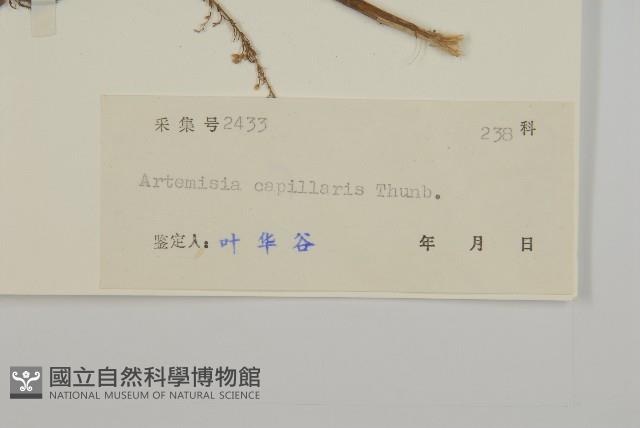 采集号2433 238科
Artemisia capillaris Thunb.
鉴定人：叶华谷 年 月 日
國立自然科學博物館
NATIONAL MUSEUM OF NATURAL SCIENCE